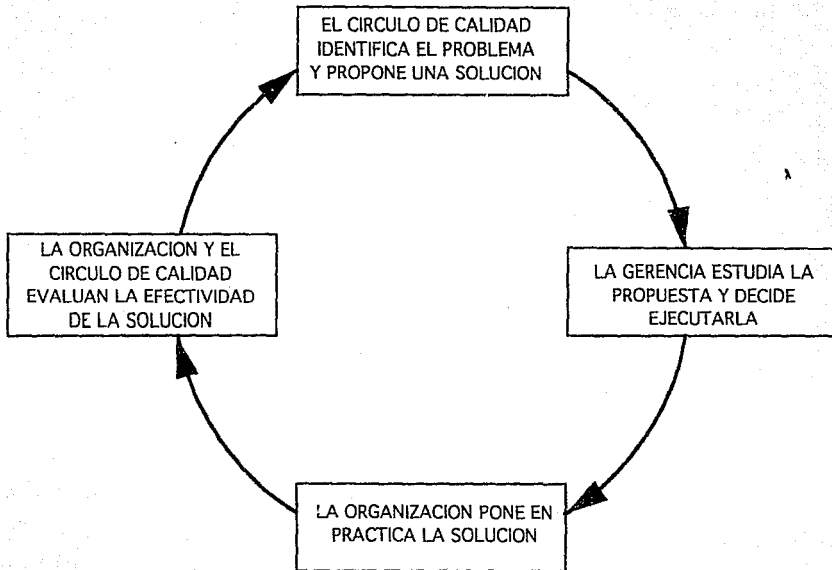 EL CIRCULO DE CALIDAD
IDENTIFICA EL PROBLEMA
Y PROPONE UNA SOLUCION
LA GERENCIA ESTUDIA LA
PROPUESTA Y DECIDE
EJECUTARLA
LA ORGANIZACION PONE EN
PRACTICA LA SOLUCION
LA ORGANIZACION Y EL
CIRCULO DE CALIDAD
EVALUAN LA EFECTIVIDAD
DE LA SOLUCION